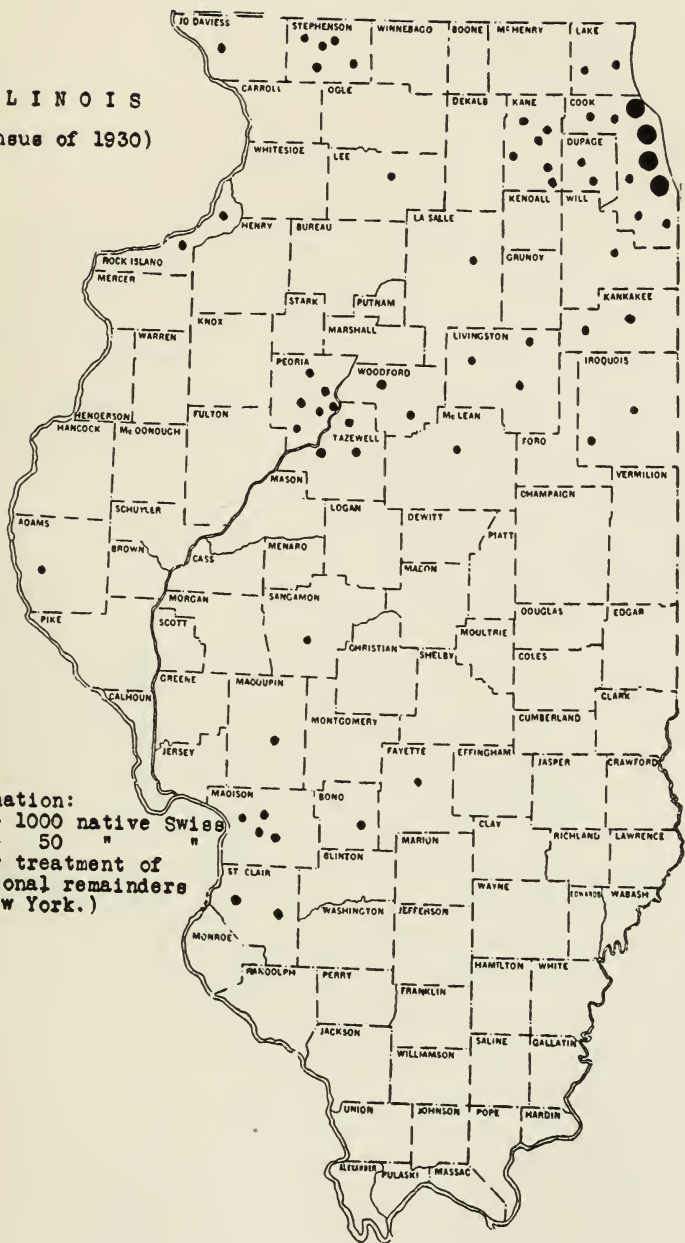 JO DAVIESS STEPHENSON WINNEBAGO BOONE McHENRY LAKE
LINOIS
CARROLL OGLE DEKALB KANE COOK
nsus of 1930)
DUPAGE
WHITESIDE LEE
KENDALL WILL
HENRY BUREAU LA SALLE
ROCK ISLAND GRUNDY
MERCER
PUTNAM KANKAKEE
STARK
KNOX MARSHALL
WARREN LIVINGSTON
PEORIA WOODFORD IROQUOIS
HENDERSON FULTON McLEAN
HANCOCK McDONOUGH TAZEWELL FORD
MASON VERMILION
CHAMPAIGN
SCHUYLER LOGAN
ADAMS DEWITT
PIATT
BROWN CASS MENARD
MACON
MORGAN SANGAMON
PIKE DOUGLAS EDGAR
SCOTT MOULTRIE
CHRISTIAN SHELBY COLES
GREENE MACOUPIN
CALHOUN CLARK
MONTGOMERY CUMBERLAND
JERSEY FAYETTE EFFINGHAM
JASPER CRAWFORD
MADISON BOND
nation:
1000 native Swiss CLAY
50 " " RICHLAND LAWRENCE
r treatment of CLINTON MARION
ional remainders ST CLAIR
w York.) WAYNE EDWARDS WABASH
WASHINGTON JEFFERSON
MONROE
RANDOLPH PERRY HAMILTON WHITE
FRANKLIN
JACKSON SALINE GALLATIN
WILLIAMSON
UNION JOHNSON POPE HARDIN
ALEXANDER PULASKI MASSAC